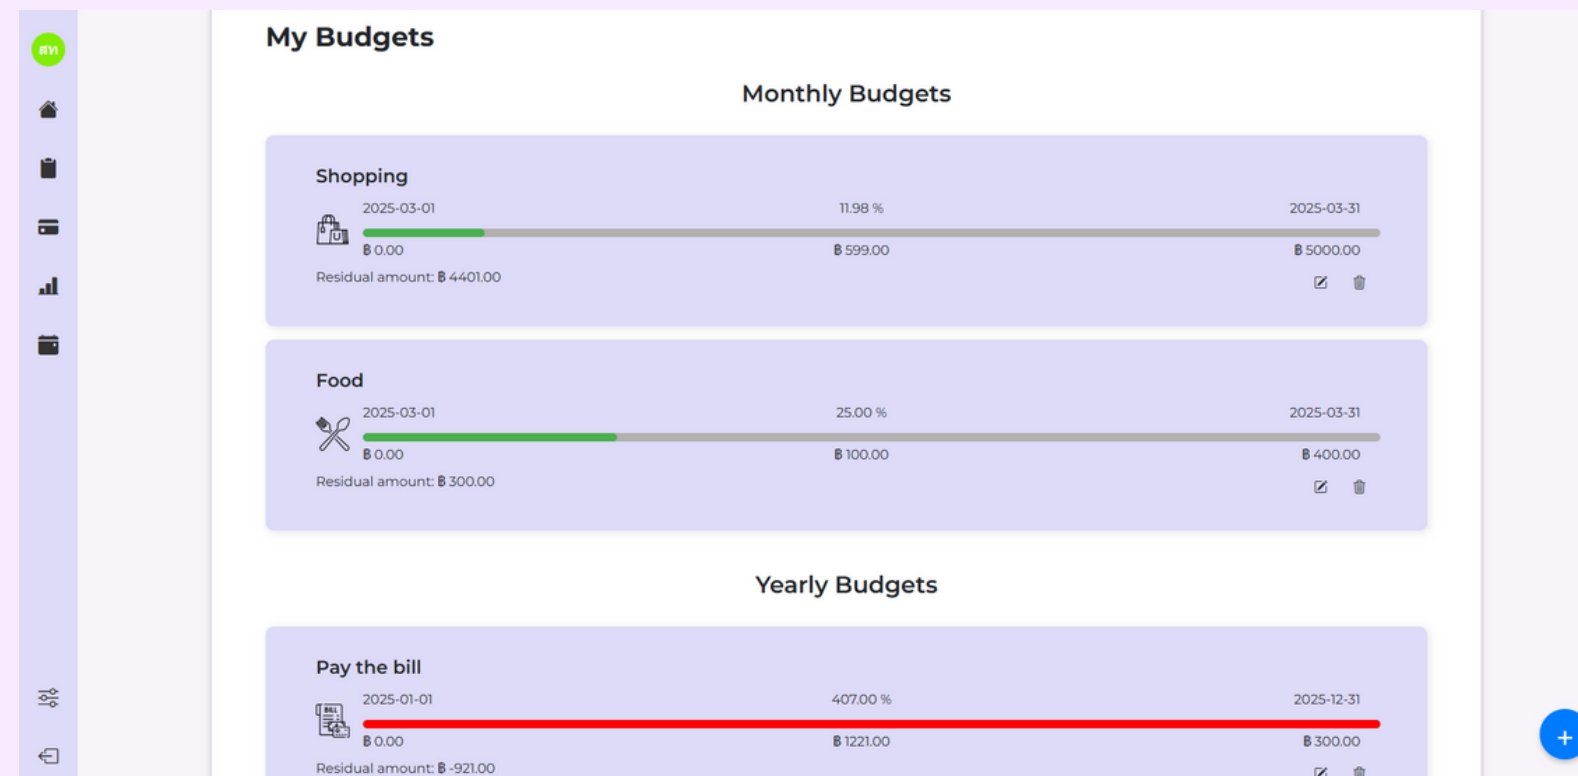 สท
My Budgets
Monthly Budgets
Shopping
2025-03-01 11.98 % 2025-03-31
฿ 0.00 ฿ 599.00 ฿ 5000.00
Residual amount: ฿ 4401.00
Food
2025-03-01 25.00 % 2025-03-31
฿ 0.00 ฿ 100.00 ฿ 400.00
Residual amount: ฿ 300.00
Yearly Budgets
Pay the bill
2025-01-01 407.00 % 2025-12-31
BILL
฿ 0.00 ฿ 1221.00 ฿ 300.00
Residual amount: ฿ -921.00